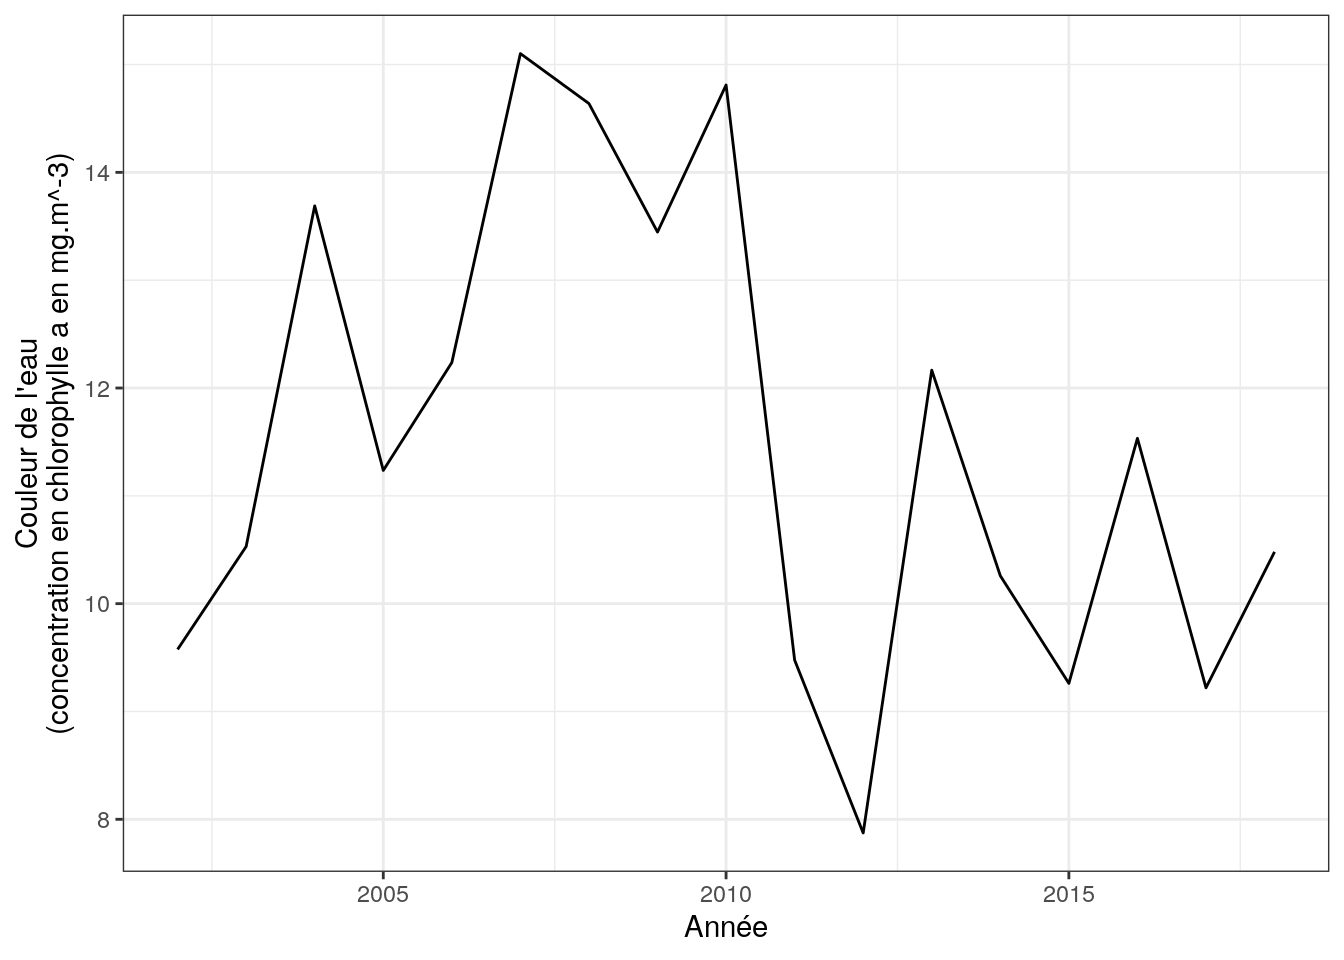 Couleur de l'eau
(concentration en chlorophylle a en mg.m^-3)
14
12
10
8
2005
2010
2015
Année